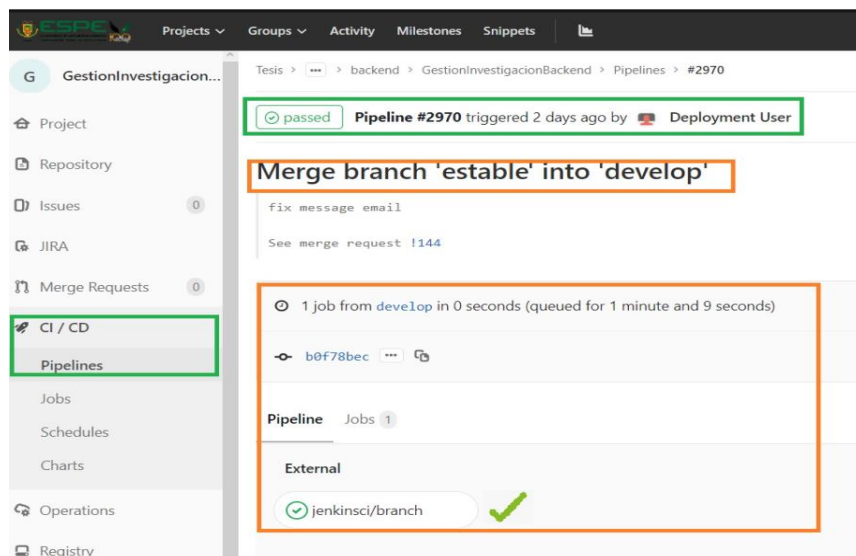 ESPE Projects Groups Activity Milestones Snippets
G GestionInvestigacion...
Project
Repository
Issues 0
JIRA
Merge Requests 0
CI / CD
Pipelines
Jobs
Schedules
Charts
Operations
Registry
Tesis > ... > backend > GestionInvestigacionBackend > Pipelines > #2970
passed Pipeline #2970 triggered 2 days ago by Deployment User
Merge branch 'estable' into 'develop'
fix message email
See merge request !144
1 job from develop in 0 seconds (queued for 1 minute and 9 seconds)
b0f78bec ...
Pipeline Jobs 1
External
jenkinsci/branch